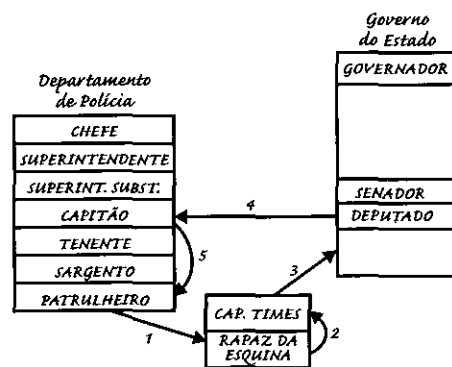 Governo
do Estado
GOVERNADOR
Departamento
de Polícia
CHEFE
SUPERINTENDENTE
SUPERINT. SUBST.
CAPITÃO
TENENTE
SARGENTO
PATRULHEIRO
SENADOR
DEPUTADO
4
5
3
1
2
CAP. TIMES
RAPAZ DA
ESQUINA